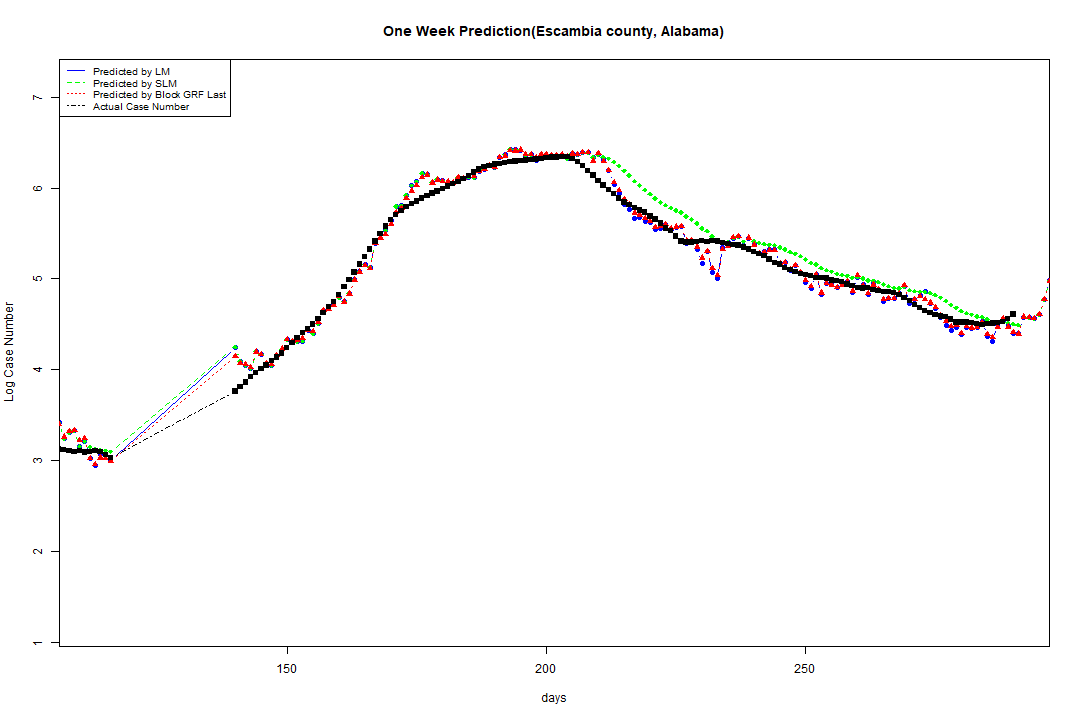 One Week Prediction(Escambia county, Alabama)
Predicted by LM
Predicted by SLM
Predicted by Block GRF Last
Actual Case Number
7
6
5
4
3
2
1
Log Case Number
150
200
250
days